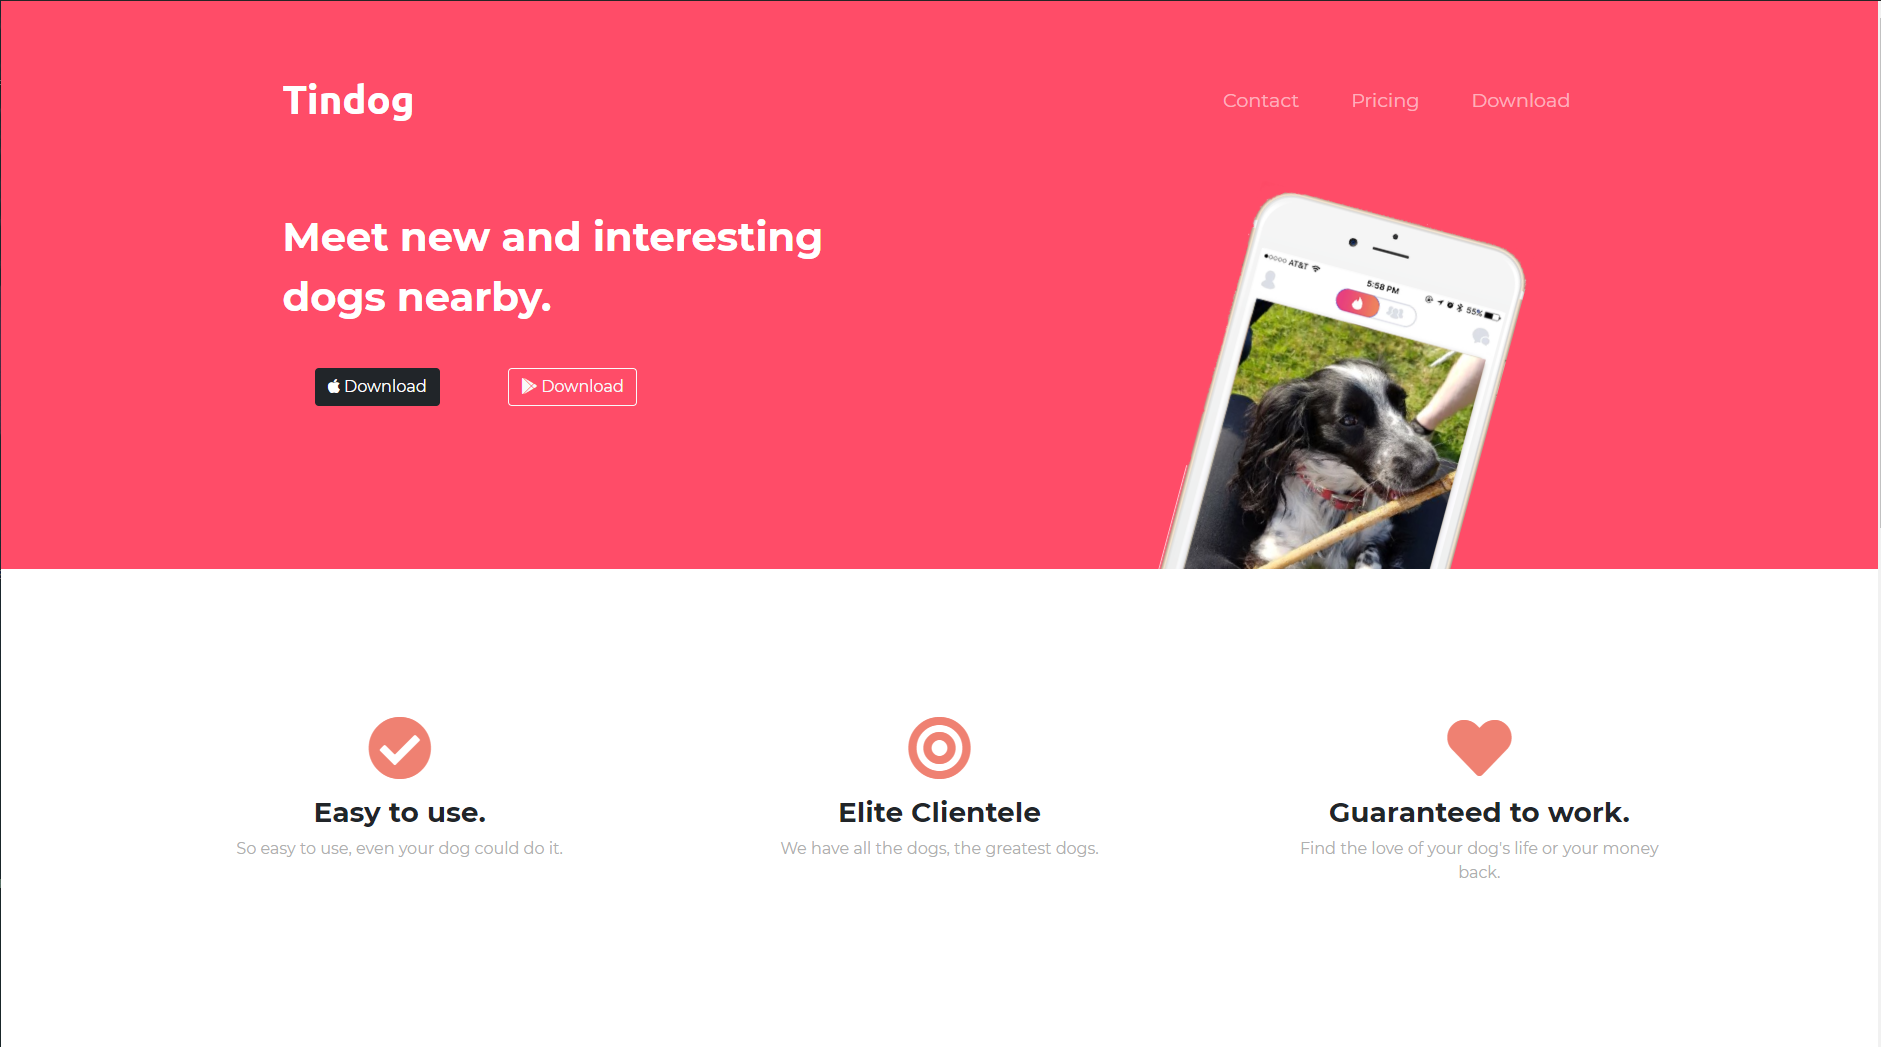 Tindog
Contact Pricing Download
Meet new and interesting
dogs nearby.
Download Download
AT&T 5:58 PM 55%
Easy to use.
So easy to use, even your dog could do it.
Elite Clientele
We have all the dogs, the greatest dogs.
Guaranteed to work.
Find the love of your dog's life or your money
back.